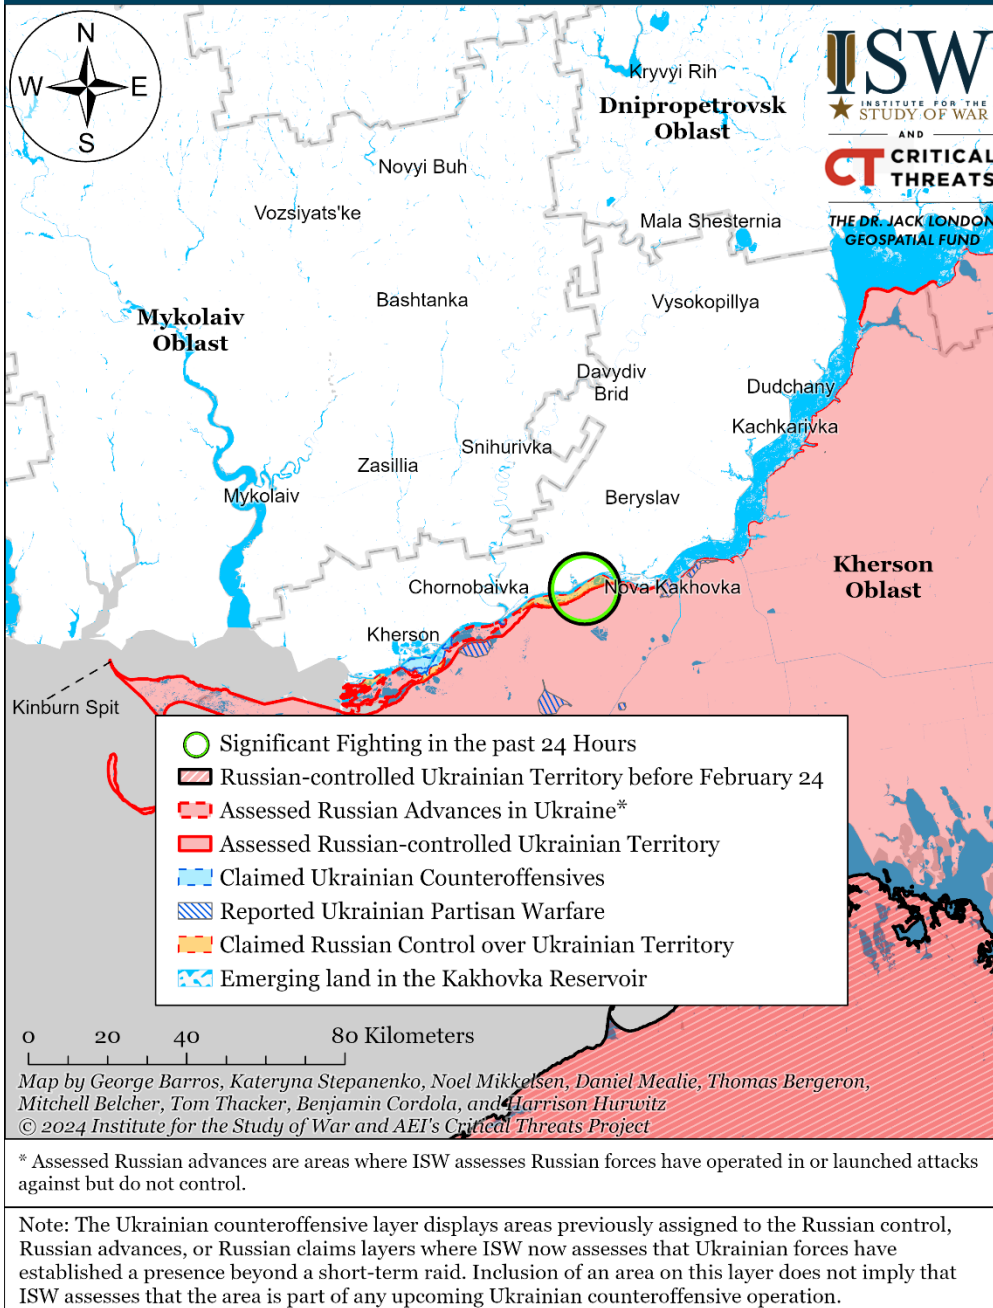 N
W
E
S
ISW
INSTITUTE FOR THE
STUDY OF WAR
AND
CT CRITICAL
THREATS
THE DR. JACK LONDON
GEOSPATIAL FUND
Kryvyi Rih
Dnipropetrovsk
Oblast
Novyi Buh
Vozsiyats'ke
Mala Shesternia
Bashtanka
Vysokopillya
Mykolaiv
Oblast
Davydiv
Brid
Dudchany
Kachkarivka
Snihurivka
Zasillia
Mykolaiv
Beryslav
Kherson
Oblast
Chornobaivka
Nova Kakhovka
Kherson
Kinburn Spit
Significant Fighting in the past 24 Hours
Russian-controlled Ukrainian Territory before February 24
Assessed Russian Advances in Ukraine*
Assessed Russian-controlled Ukrainian Territory
Claimed Ukrainian Counteroffensives
Reported Ukrainian Partisan Warfare
Claimed Russian Control over Ukrainian Territory
Emerging land in the Kakhovka Reservoir
0 20 40 80 Kilometers
Map by George Barros, Kateryna Stepanenko, Noel Mikkelsen, Daniel Mealie, Thomas Bergeron,
Mitchell Belcher, Tom Thacker, Benjamin Cordola, and Harrison Hurwitz
© 2024 Institute for the Study of War and AEI's Critical Threats Project
* Assessed Russian advances are areas where ISW assesses Russian forces have operated in or launched attacks
against but do not control.
Note: The Ukrainian counteroffensive layer displays areas previously assigned to the Russian control,
Russian advances, or Russian claims layers where ISW now assesses that Ukrainian forces have
established a presence beyond a short-term raid. Inclusion of an area on this layer does not imply that
ISW assesses that the area is part of any upcoming Ukrainian counteroffensive operation.